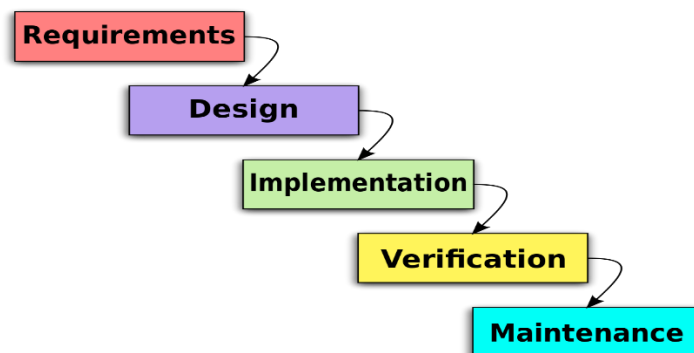 Requirements
Design
Implementation
Verification
Maintenance